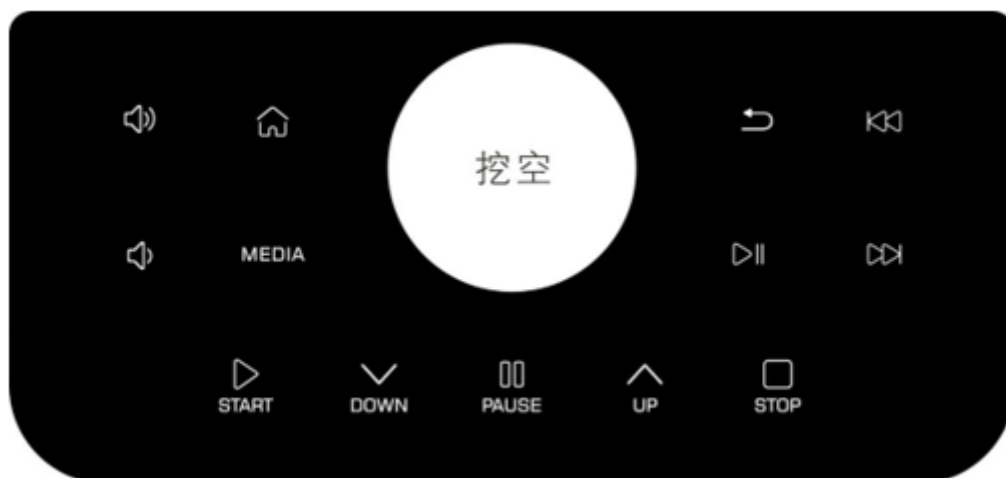 挖空
MEDIA
START
DOWN
PAUSE
UP
STOP